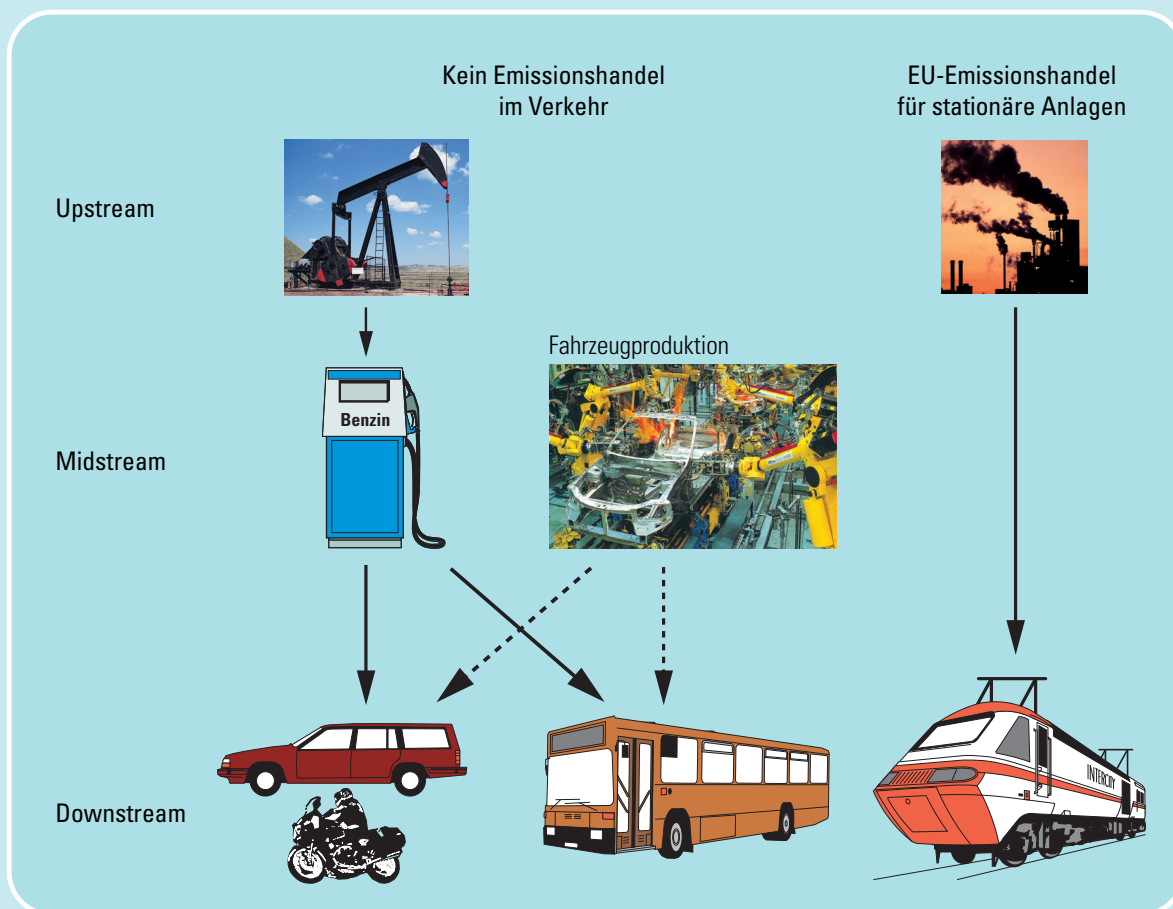 Kein Emissionshandel
im Verkehr
EU-Emissionshandel
für stationäre Anlagen
Upstream
Fahrzeugproduktion
Benzin
Midstream
INTERCITY
Downstream